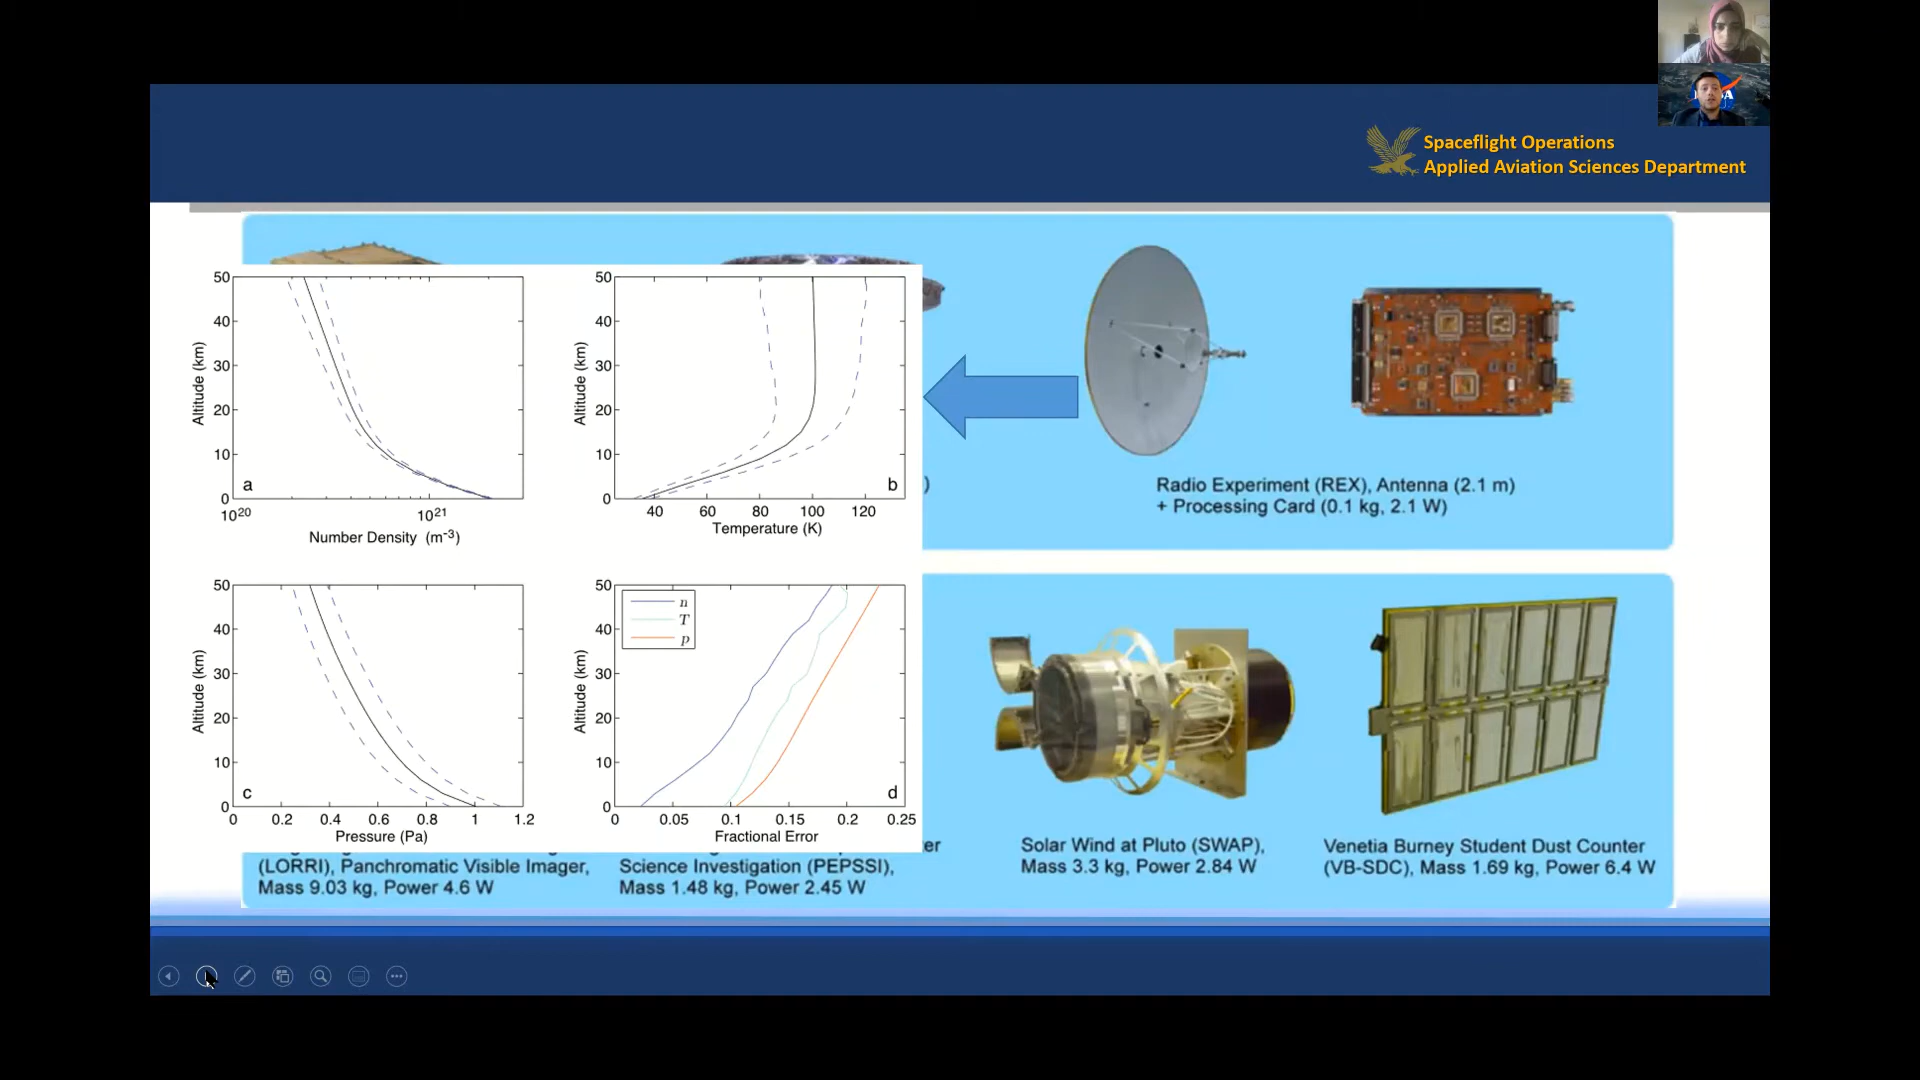 Spaceflight Operations
Applied Aviation Sciences Department
50
40
30
20
10
0
Altitude (km)
a
10²⁰
10²¹
Number Density (m⁻³)
50
40
30
20
10
0
Altitude (km)
b
40 60 80 100 120
Temperature (K)
)
Radio Experiment (REX), Antenna (2.1 m)
+ Processing Card (0.1 kg, 2.1 W)
50
40
30
20
10
0
Altitude (km)
c
0 0.2 0.4 0.6 0.8 1 1.2
Pressure (Pa)
50
40
30
20
10
0
Altitude (km)
n
T
p
d
0 0.05 0.1 0.15 0.2 0.25
Fractional Error
(LORRI), Panchromatic Visible Imager,
Mass 9.03 kg, Power 4.6 W
er
Science Investigation (PEPSSI),
Mass 1.48 kg, Power 2.45 W
Solar Wind at Pluto (SWAP),
Mass 3.3 kg, Power 2.84 W
Venetia Burney Student Dust Counter
(VB-SDC), Mass 1.69 kg, Power 6.4 W